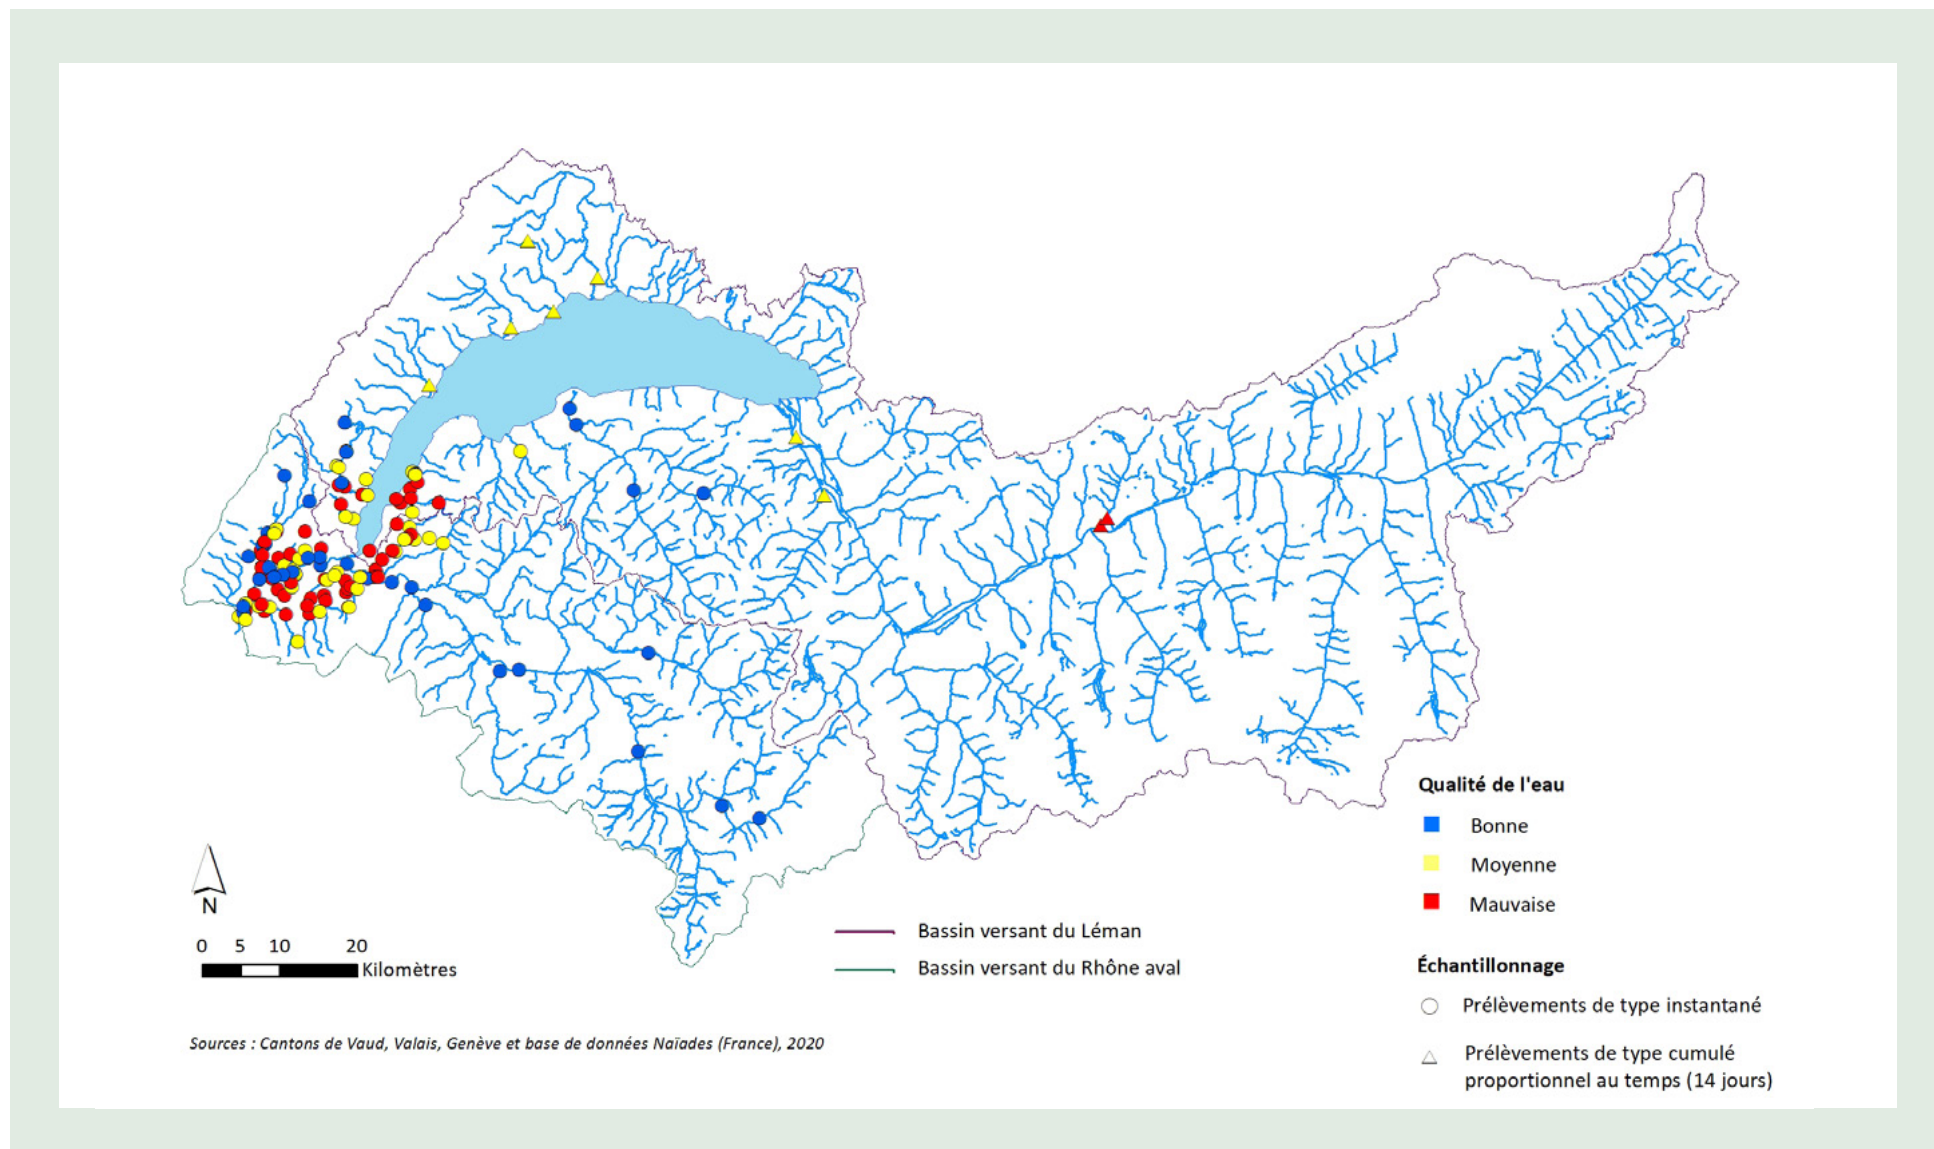 Qualité de l'eau
Bonne
Moyenne
Mauvaise
N
0 5 10 20
Kilomètres
Bassin versant du Léman
Bassin versant du Rhône aval
Échantillonnage
Prélèvements de type instantané
Prélèvements de type cumulé
proportionnel au temps (14 jours)
Sources : Cantons de Vaud, Valais, Genève et base de données Naïades (France), 2020